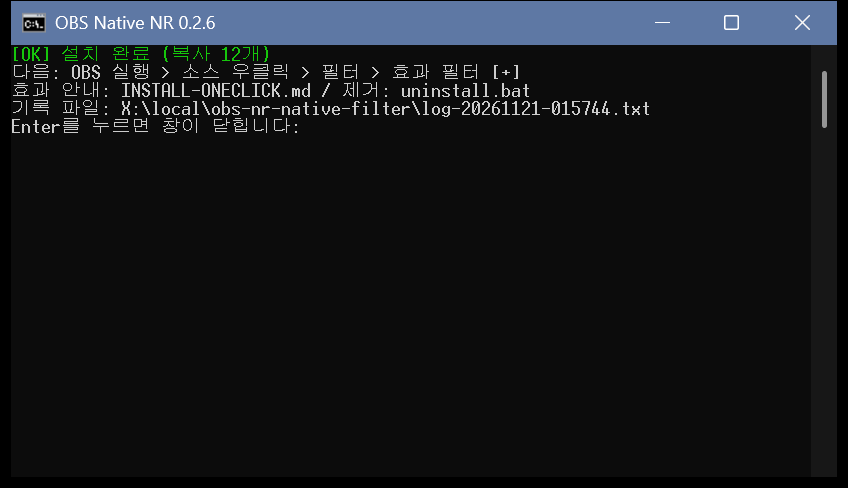 OBS Native NR 0.2.6
[OK] 설치 완료 (복사 12개)
다음: OBS 실행 > 소스 우클릭 > 필터 > 효과 필터 [+]
효과 안내: INSTALL-ONECLICK.md / 제거: uninstall.bat
기록 파일: X:\local\obs-nr-native-filter\log-20261121-015744.txt
Enter를 누르면 창이 닫힙니다: